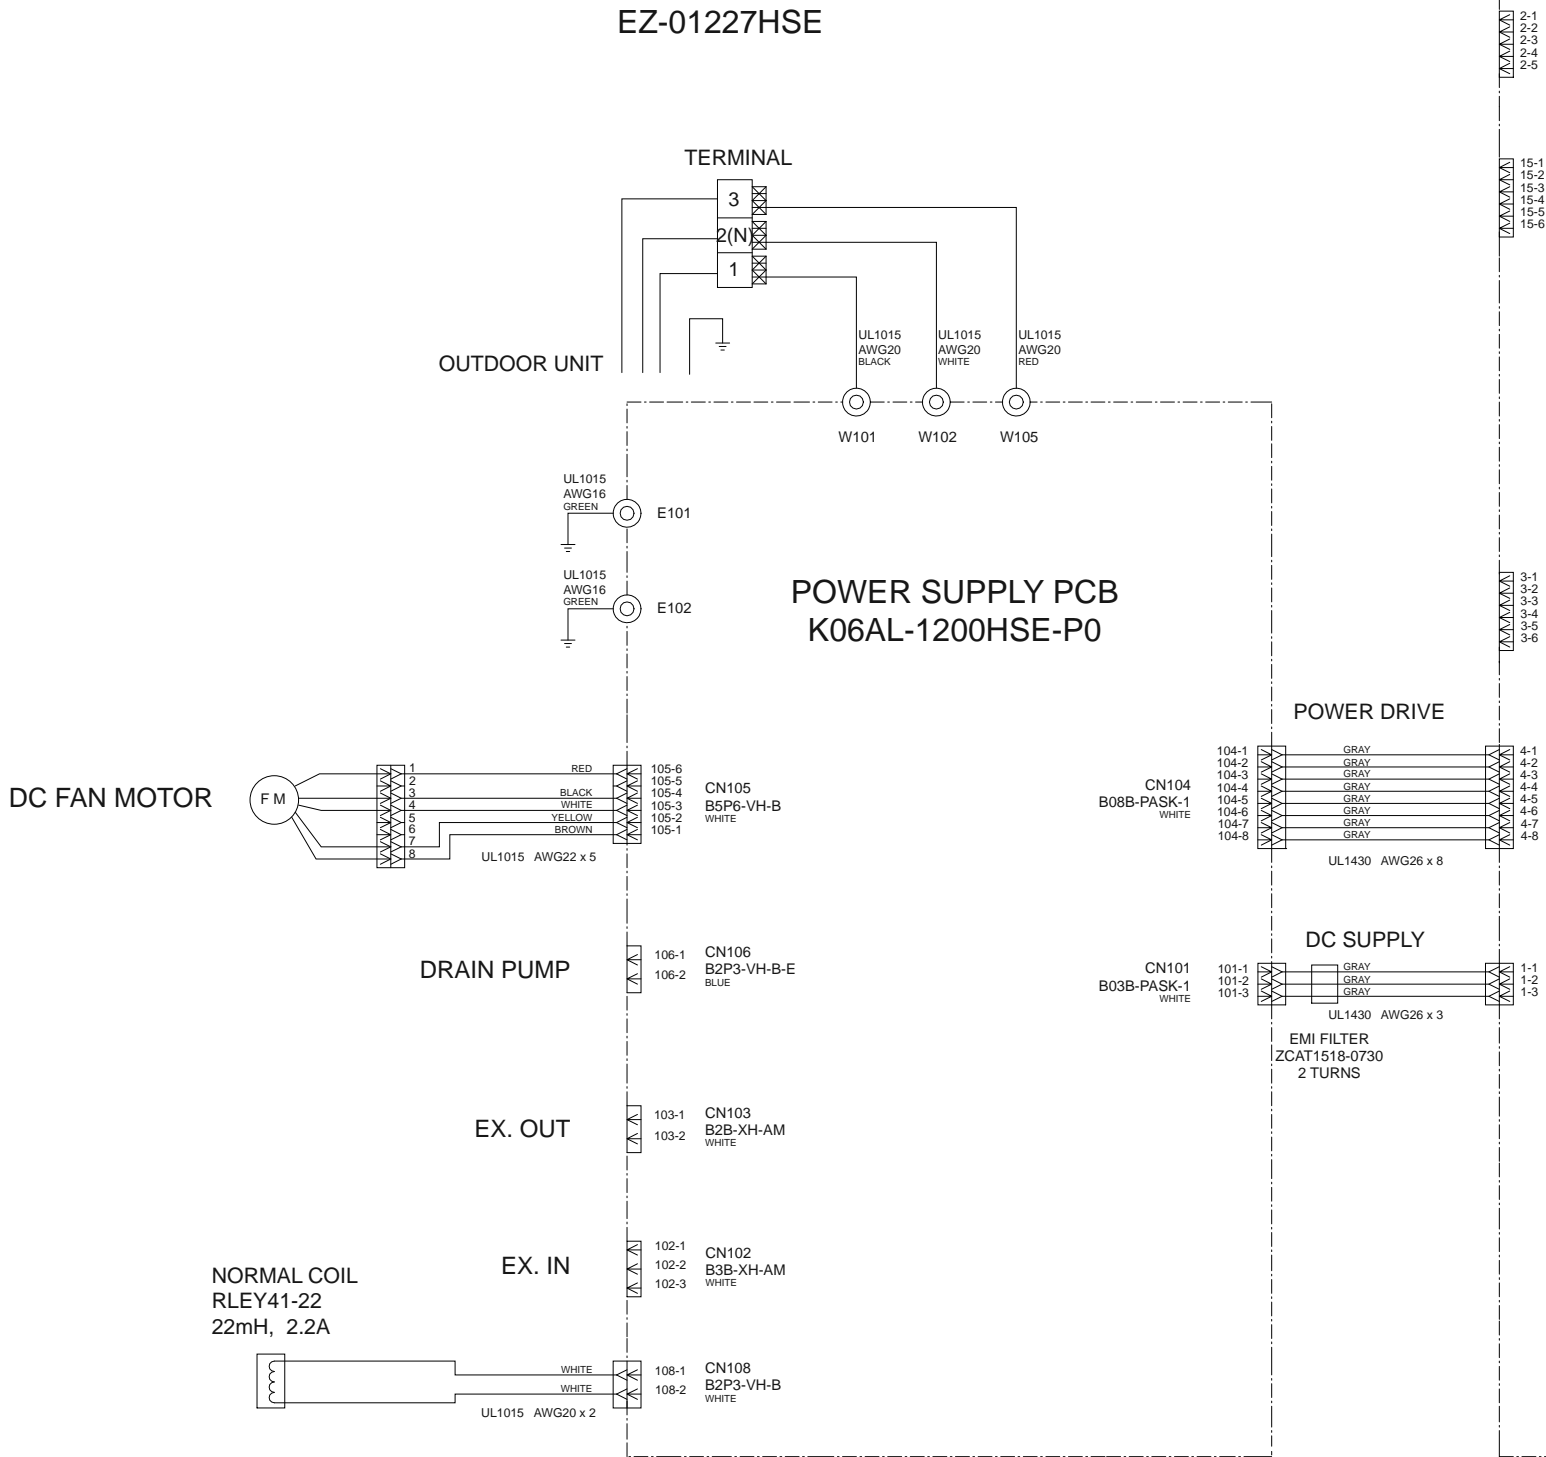 EZ-01227HSE
2-1
2-2
2-3
2-4
2-5
TERMINAL
3
2(N)
1
15-1
15-2
15-3
15-4
15-5
15-6
OUTDOOR UNIT
UL1015
AWG20
BLACK
UL1015
AWG20
WHITE
UL1015
AWG20
RED
W101
W102
W105
UL1015
AWG16
GREEN
E101
UL1015
AWG16
GREEN
E102
POWER SUPPLY PCB
K06AL-1200HSE-P0
3-1
3-2
3-3
3-4
3-5
3-6
DC FAN MOTOR
F M
1
2
3
4
5
6
7
8
RED
BLACK
WHITE
YELLOW
BROWN
UL1015 AWG22 x 5
105-6
105-5
105-4
105-3
105-2
105-1
CN105
B5P6-VH-B
WHITE
POWER DRIVE
CN104
B08B-PASK-1
WHITE
104-1
104-2
104-3
104-4
104-5
104-6
104-7
104-8
GRAY
GRAY
GRAY
GRAY
GRAY
GRAY
GRAY
GRAY
UL1430 AWG26 x 8
4-1
4-2
4-3
4-4
4-5
4-6
4-7
4-8
DRAIN PUMP
106-1
106-2
CN106
B2P3-VH-B-E
BLUE
DC SUPPLY
CN101
B03B-PASK-1
WHITE
101-1
101-2
101-3
GRAY
GRAY
GRAY
UL1430 AWG26 x 3
1-1
1-2
1-3
EMI FILTER
ZCAT1518-0730
2 TURNS
EX. OUT
103-1
103-2
CN103
B2B-XH-AM
WHITE
EX. IN
102-1
102-2
102-3
CN102
B3B-XH-AM
WHITE
NORMAL COIL
RLEY41-22
22mH, 2.2A
WHITE
WHITE
UL1015 AWG20 x 2
108-1
108-2
CN108
B2P3-VH-B
WHITE